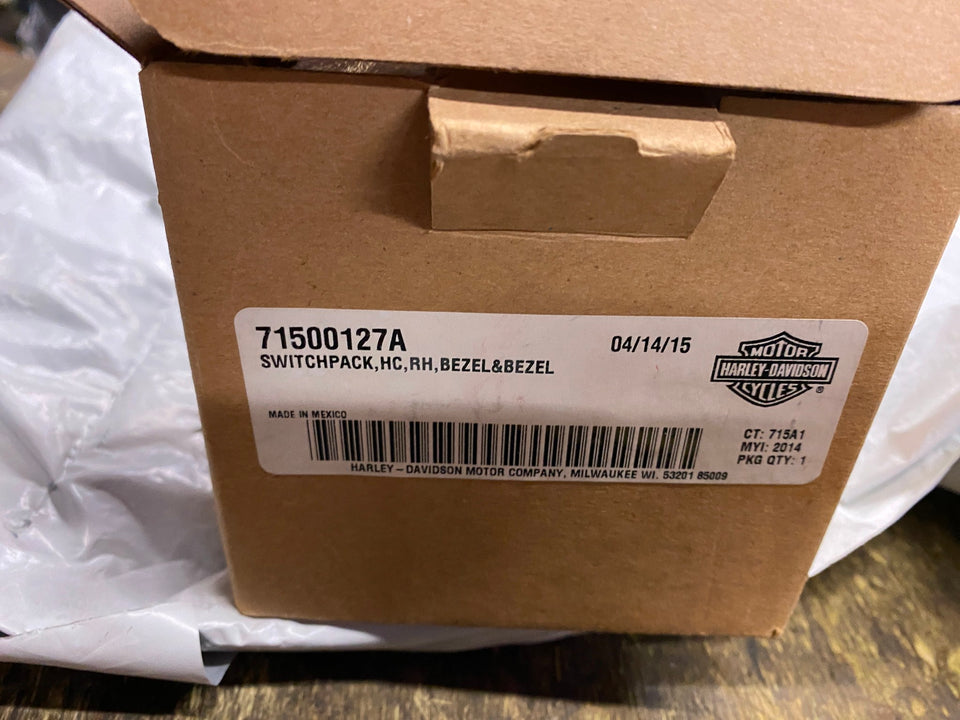 71500127A
04/14/15
SWITCHPACK,HC,RH,BEZEL&BEZEL
MOTOR
HARLEY-DAVIDSON
CYCLES
®
MADE IN MEXICO
CT: 715A1
MYI: 2014
PKG QTY: 1
HARLEY-DAVIDSON MOTOR COMPANY, MILWAUKEE WI. 53201 85009